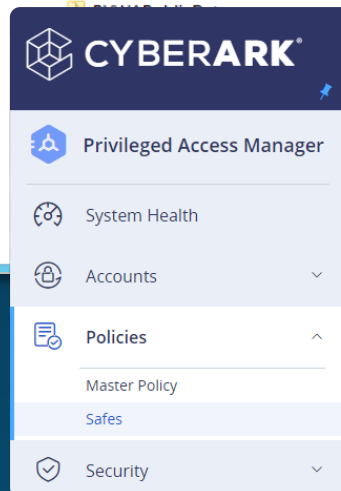 CYBERARK®
Privileged Access Manager
System Health
Accounts
Policies
Master Policy
Safes
Security